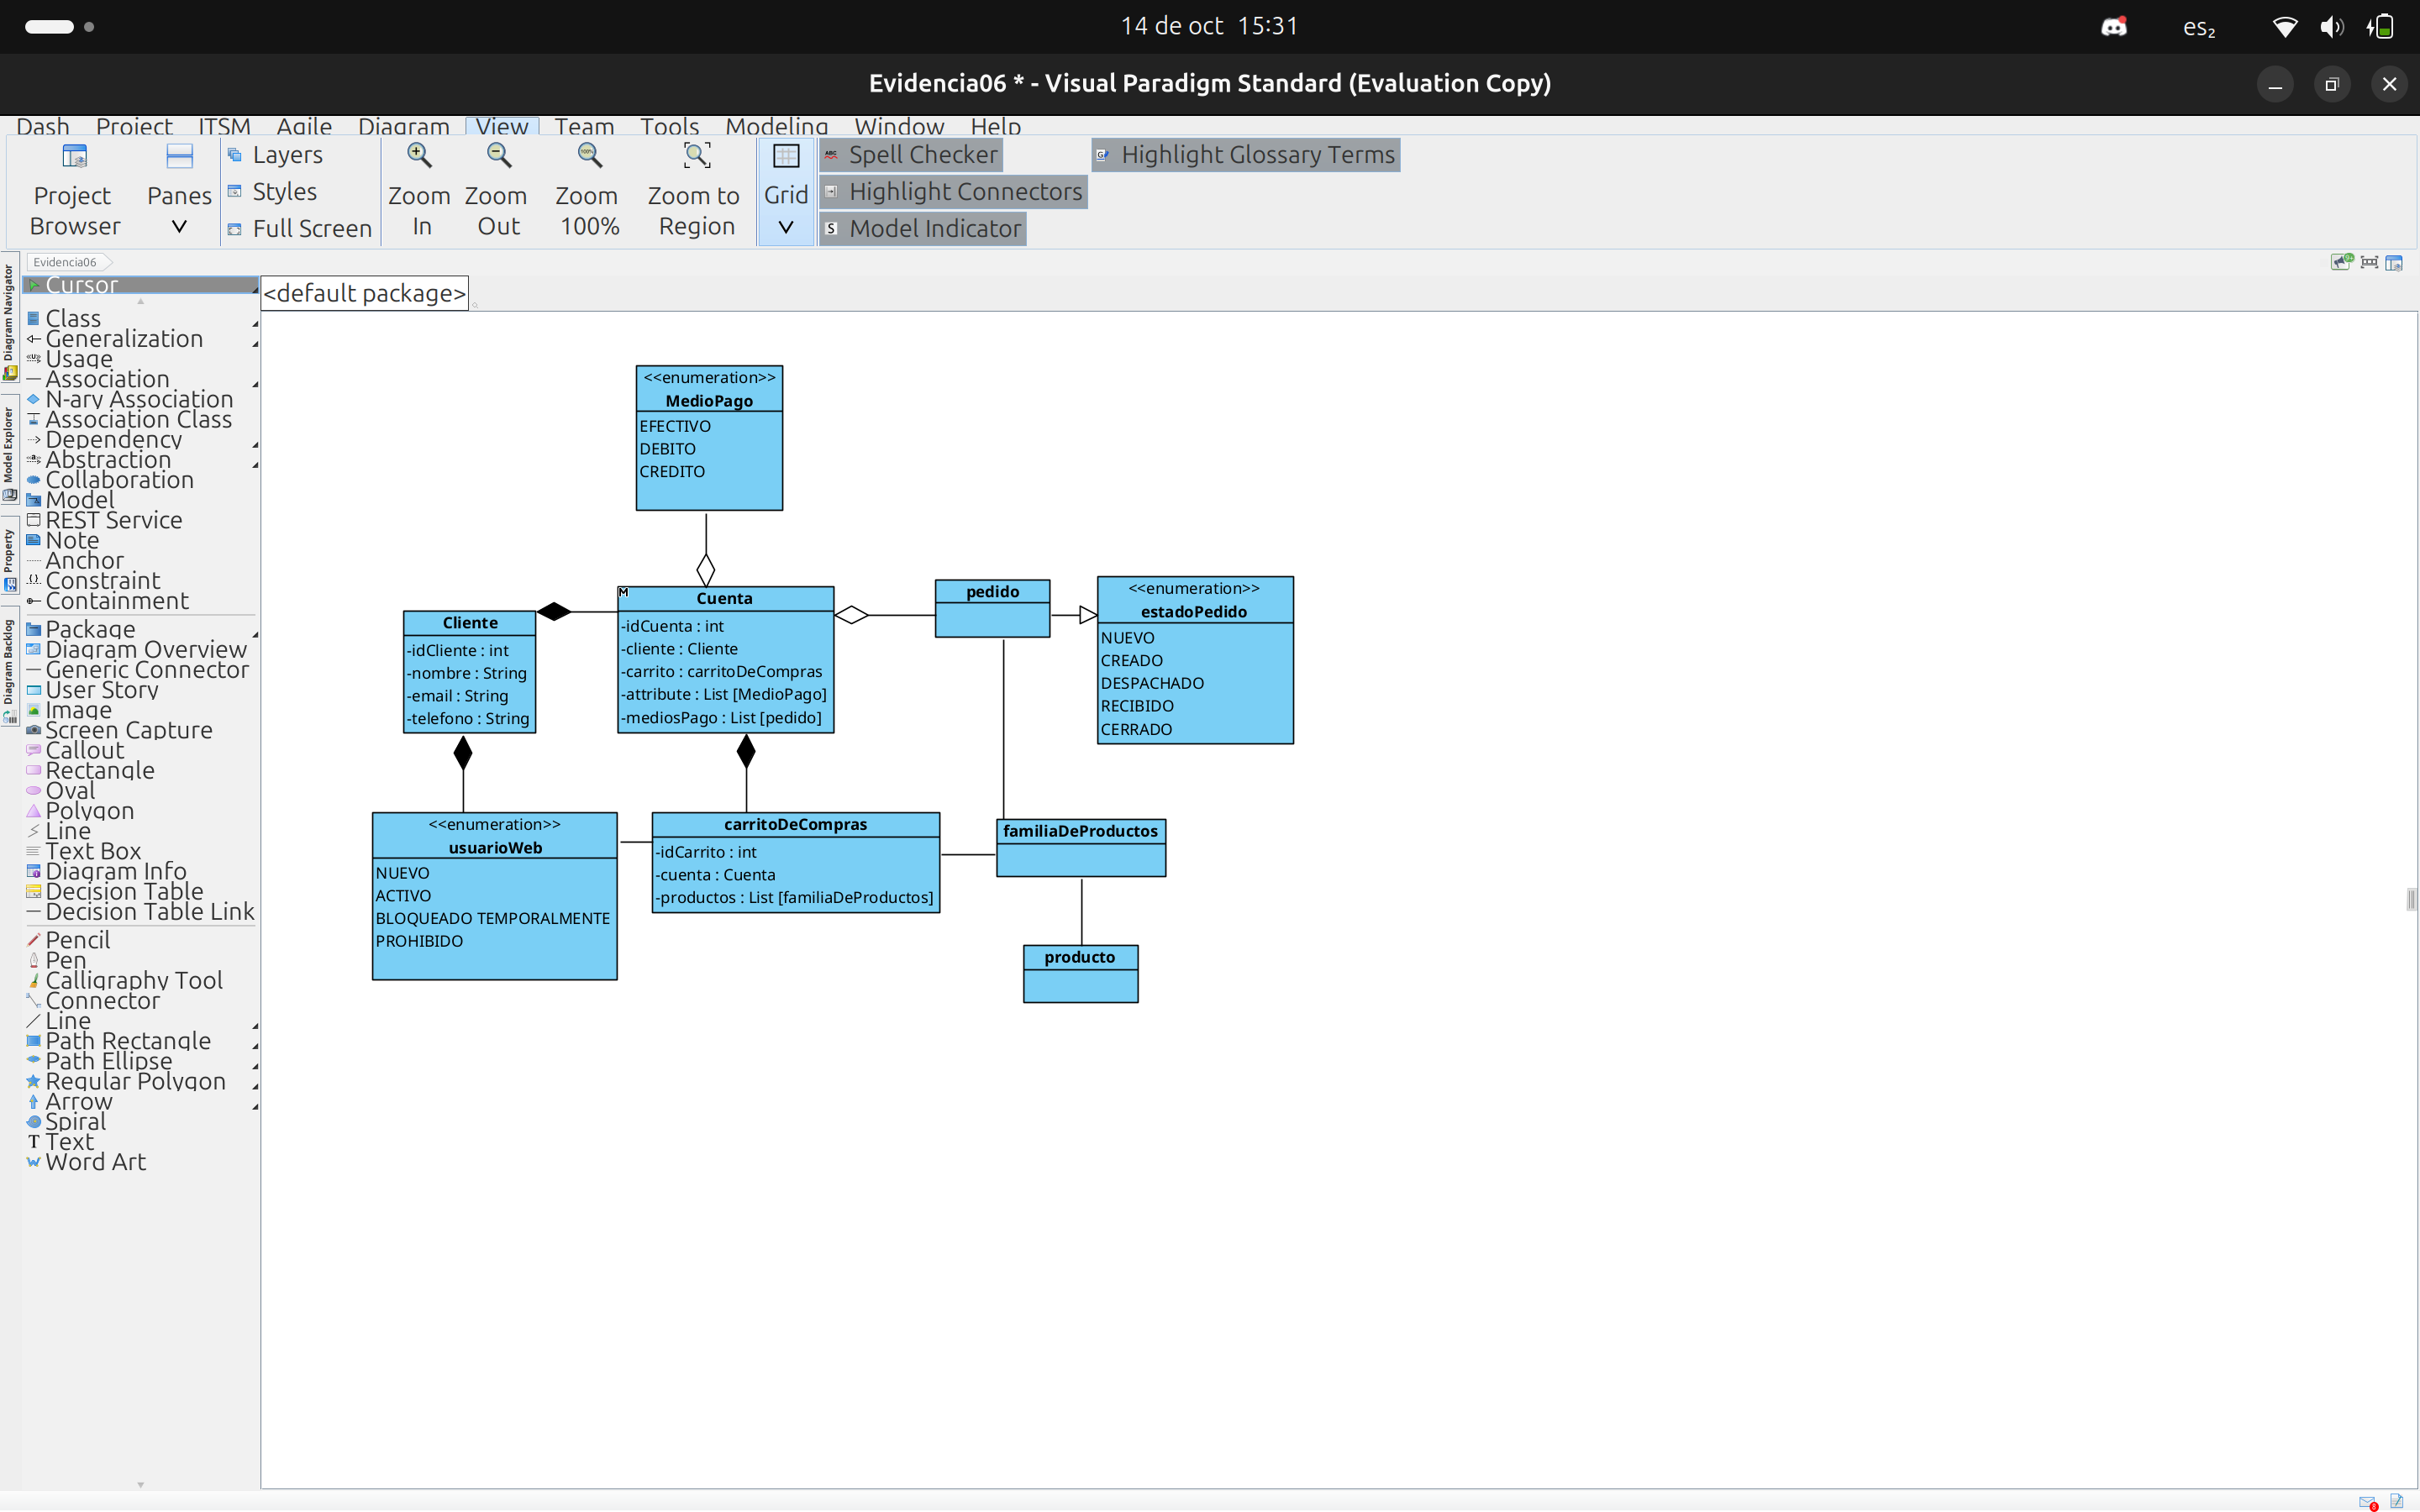 14 de oct 15:31
es₂
Evidencia06 * - Visual Paradigm Standard (Evaluation Copy)
Dash Project ITSM Agile Diagram View Team Tools Modeling Window Help
Project Browser
Panes
Layers
Styles
Full Screen
Zoom In
Zoom Out
Zoom 100%
Zoom to Region
Grid
Spell Checker
Highlight Connectors
Model Indicator
Highlight Glossary Terms
Evidencia06
Diagram Navigator
Model Explorer
Property
Diagram Backlog
Cursor
Class
Generalization
Usage
Association
N-ary Association
Association Class
Dependency
Abstraction
Collaboration
Model
REST Service
Note
Anchor
Constraint
Containment
Package
Diagram Overview
Generic Connector
User Story
Image
Screen Capture
Callout
Rectangle
Oval
Polygon
Line
Text Box
Diagram Info
Decision Table
Decision Table Link
Pencil
Pen
Calligraphy Tool
Connector
Line
Path Rectangle
Path Ellipse
Regular Polygon
Arrow
Spiral
Text
Word Art
<default package>
<<enumeration>>
MedioPago
EFECTIVO
DEBITO
CREDITO
Cliente
-idCliente : int
-nombre : String
-email : String
-telefono : String
M
Cuenta
-idCuenta : int
-cliente : Cliente
-carrito : carritoDeCompras
-attribute : List [MedioPago]
-mediosPago : List [pedido]
pedido
<<enumeration>>
estadoPedido
NUEVO
CREADO
DESPACHADO
RECIBIDO
CERRADO
<<enumeration>>
usuarioWeb
NUEVO
ACTIVO
BLOQUEADO TEMPORALMENTE
PROHIBIDO
carritoDeCompras
-idCarrito : int
-cuenta : Cuenta
-productos : List [familiaDeProductos]
familiaDeProductos
producto